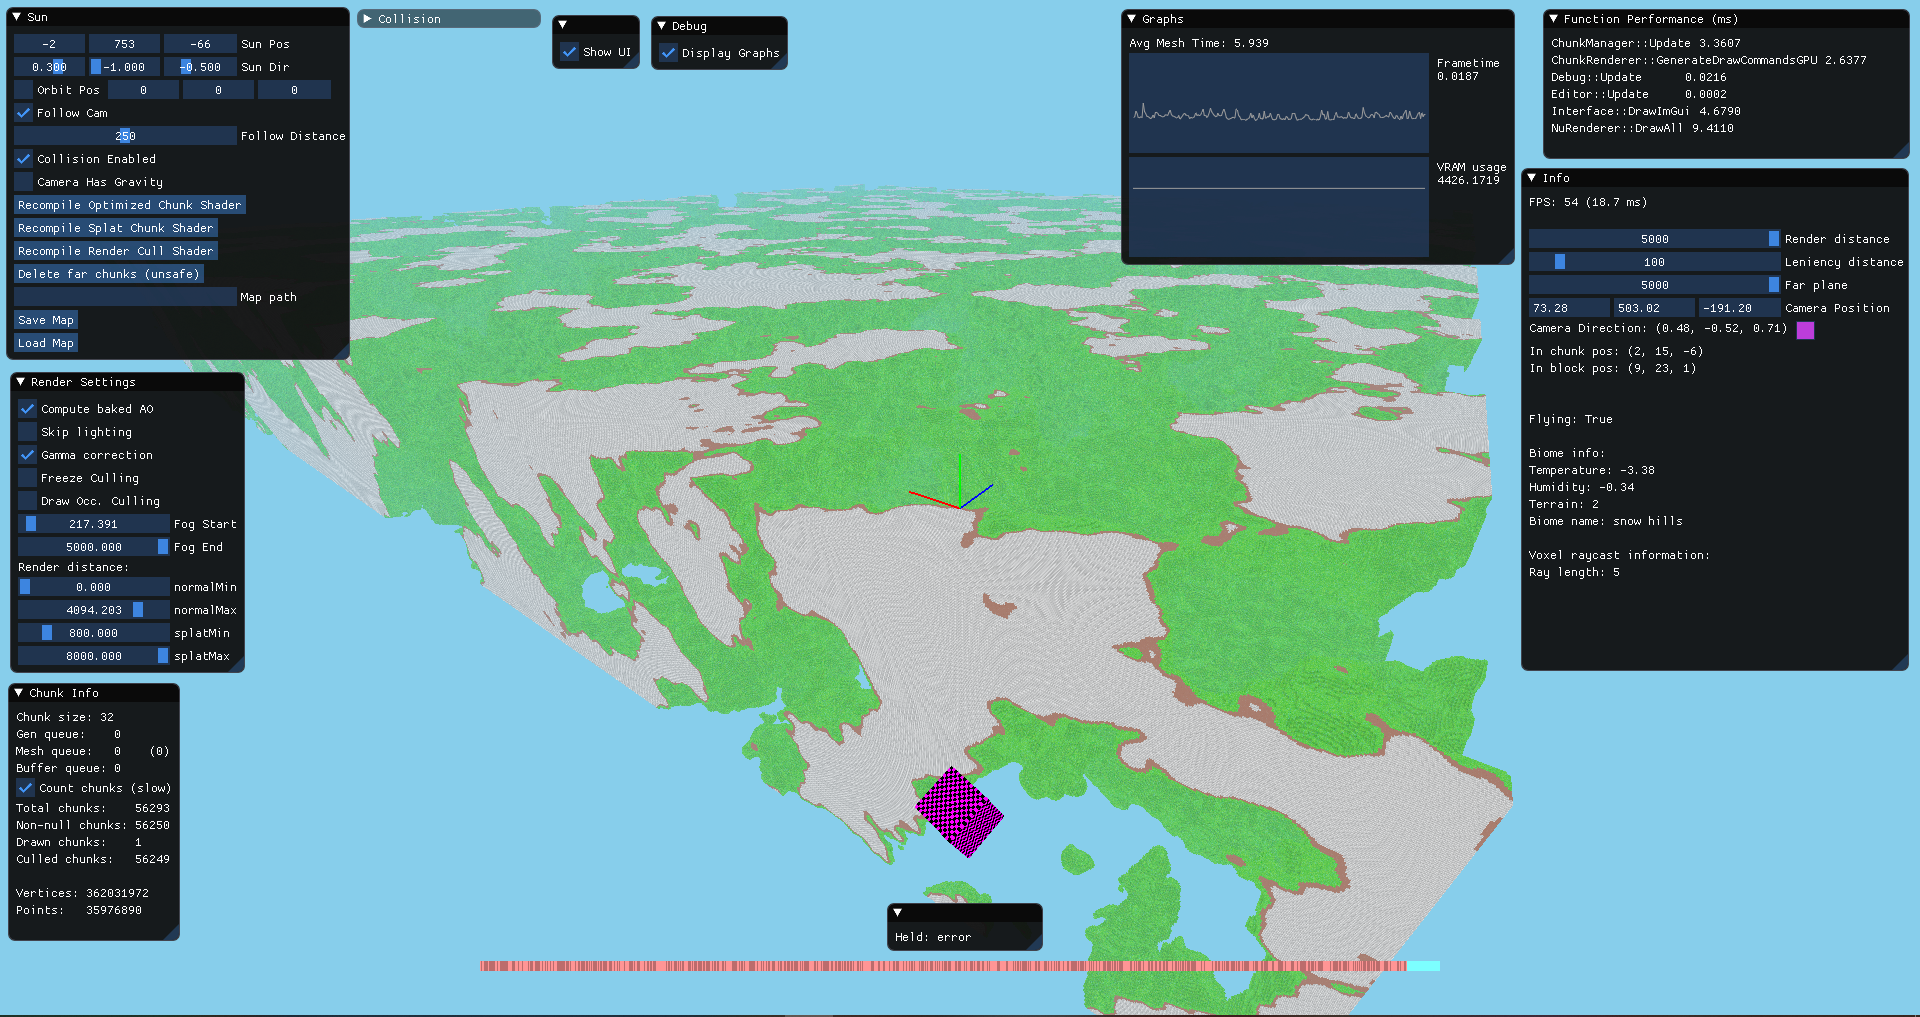 Sun
-2 753 -66 Sun Pos
0.300 -1.000 -0.500 Sun Dir
Orbit Pos 0 0 0
Follow Cam
250 Follow Distance
Collision Enabled
Camera Has Gravity
Recompile Optimized Chunk Shader
Recompile Splat Chunk Shader
Recompile Render Cull Shader
Delete far chunks (unsafe)
Map path
Save Map
Load Map
Collision
Show UI
Debug
Display Graphs
Graphs
Avg Mesh Time: 5.939
Frametime
0.0187
VRAM usage
4426.1719
Function Performance (ms)
ChunkManager::Update 3.3607
ChunkRenderer::GenerateDrawCommandsGPU 2.6377
Debug::Update 0.0216
Editor::Update 0.0002
Interface::DrawImGui 4.6790
NuRenderer::DrawAll 9.4110
Info
FPS: 54 (18.7 ms)
5000 Render distance
100 Leniency distance
5000 Far plane
73.28 503.02 -191.20 Camera Position
Camera Direction: (0.48, -0.52, 0.71)
In chunk pos: (2, 15, -6)
In block pos: (9, 23, 1)
Flying: True
Biome info:
Temperature: -3.38
Humidity: -0.34
Terrain: 2
Biome name: snow hills
Voxel raycast information:
Ray length: 5
Render Settings
Compute baked AO
Skip lighting
Gamma correction
Freeze Culling
Draw Occ. Culling
217.391 Fog Start
5000.000 Fog End
Render distance:
0.000 normalMin
4094.203 normalMax
800.000 splatMin
8000.000 splatMax
Chunk Info
Chunk size: 32
Gen queue: 0
Mesh queue: 0 (0)
Buffer queue: 0
Count chunks (slow)
Total chunks: 56293
Non-null chunks: 56250
Drawn chunks: 1
Culled chunks: 56249
Vertices: 362031972
Points: 35976890
Held: error